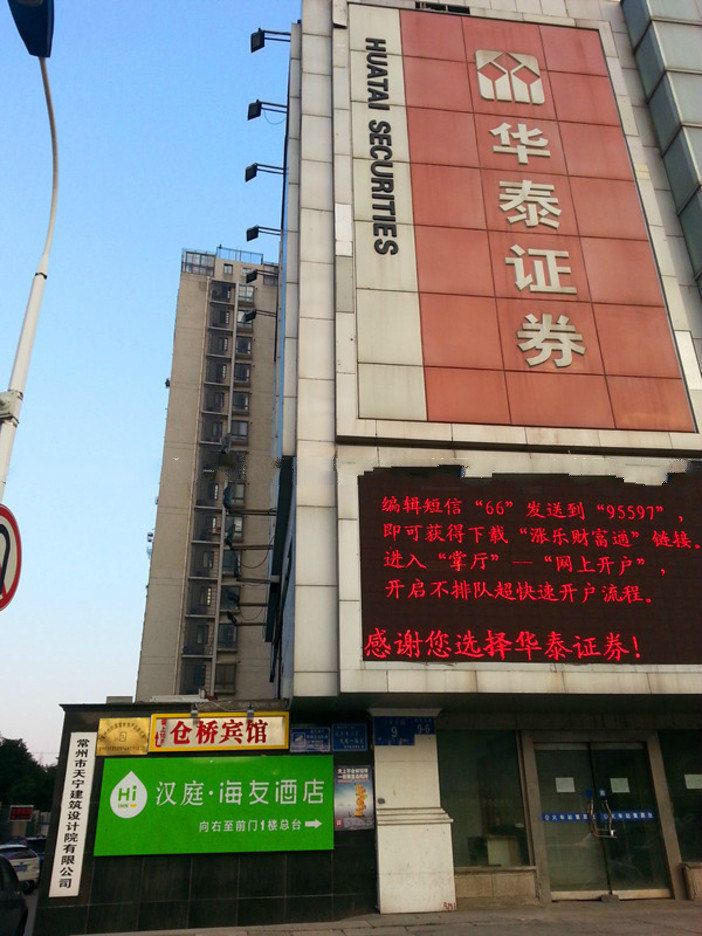 HUATAI SECURITIES
华泰证券
编辑短信“66”发送到“95597”，
即可获得下载“涨乐财富通”链接。
进入“掌厅”—“网上开户”，
开启不排队超快速开户流程。
感谢您选择华泰证券！
仓桥宾馆
常州市天宁建筑设计院有限公司
Hi
INN
汉庭·海友酒店
向右至前门1楼总台
9